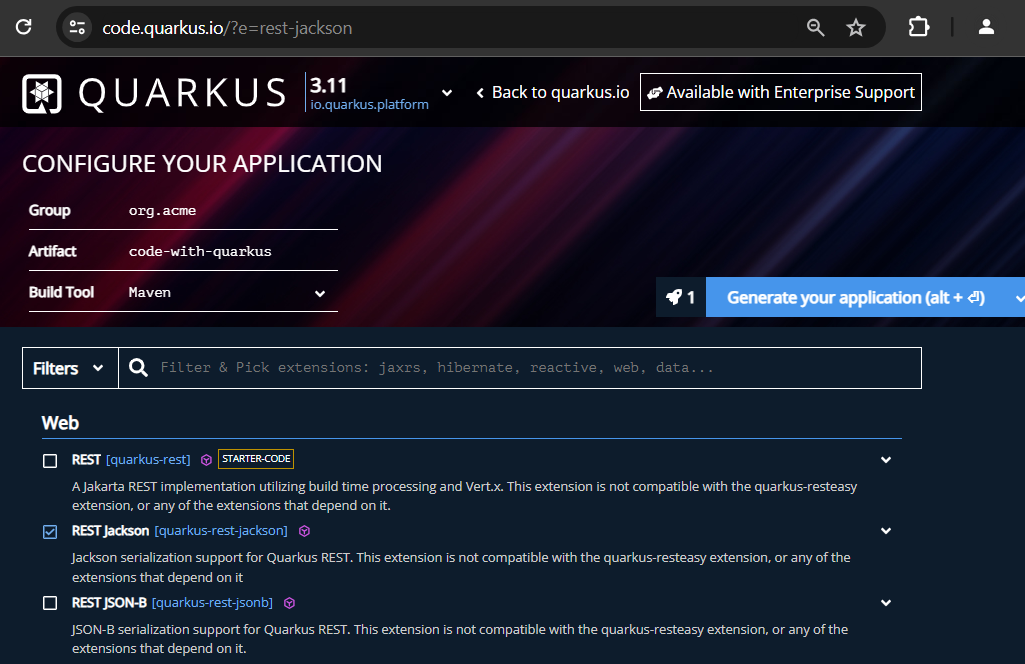 code.quarkus.io/?e=rest-jackson
QUARKUS
3.11
io.quarkus.platform
Back to quarkus.io
Available with Enterprise Support
CONFIGURE YOUR APPLICATION
Group org.acme
Artifact code-with-quarkus
Build Tool Maven
1 Generate your application (alt + ⏎)
Filters Filter & Pick extensions: jaxrs, hibernate, reactive, web, data...
Web
REST [quarkus-rest] STARTER-CODE
A Jakarta REST implementation utilizing build time processing and Vert.x. This extension is not compatible with the quarkus-resteasy
extension, or any of the extensions that depend on it.
REST Jackson [quarkus-rest-jackson]
Jackson serialization support for Quarkus REST. This extension is not compatible with the quarkus-resteasy extension, or any of the
extensions that depend on it
REST JSON-B [quarkus-rest-jsonb]
JSON-B serialization support for Quarkus REST. This extension is not compatible with the quarkus-resteasy extension, or any of the
extensions that depend on it.